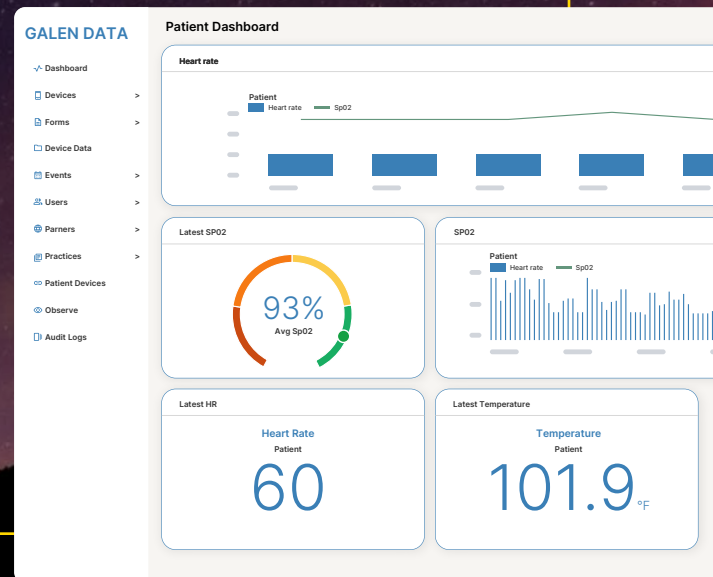 GALEN DATA
Dashboard
Devices >
Forms >
Device Data
Events >
Users >
Parners >
Practices >
Patient Devices
Observe
Audit Logs
Patient Dashboard
Heart rate
Patient
Heart rate Sp02
Latest SP02
93%
Avg Sp02
SP02
Patient
Heart rate Sp02
Latest HR
Heart Rate
Patient
60
Latest Temperature
Temperature
Patient
101.9 °F